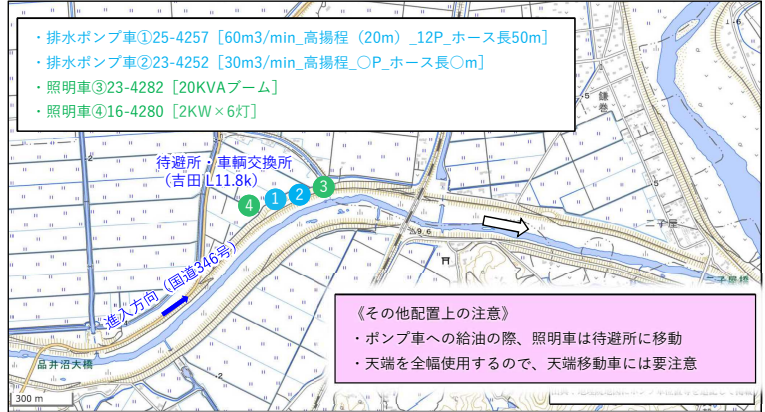 ・排水ポンプ車①25-4257［60m3/min_高揚程（20m）_12P_ホース長50m］
・排水ポンプ車②23-4252［30m3/min_高揚程_○P_ホース長○m］
・照明車③23-4282［20KVAブーム］
・照明車④16-4280［2KW×6灯］
鎌巻
待避所・車輌交換所
（吉田 L11.8k）
4
1
2
3
進入方向（国道346号）
9.6
二子屋
二子屋橋
品井沼大橋
《その他配置上の注意》
・ポンプ車への給油の際、照明車は待避所に移動
・天端を全幅使用するので、天端移動車には要注意
300 m